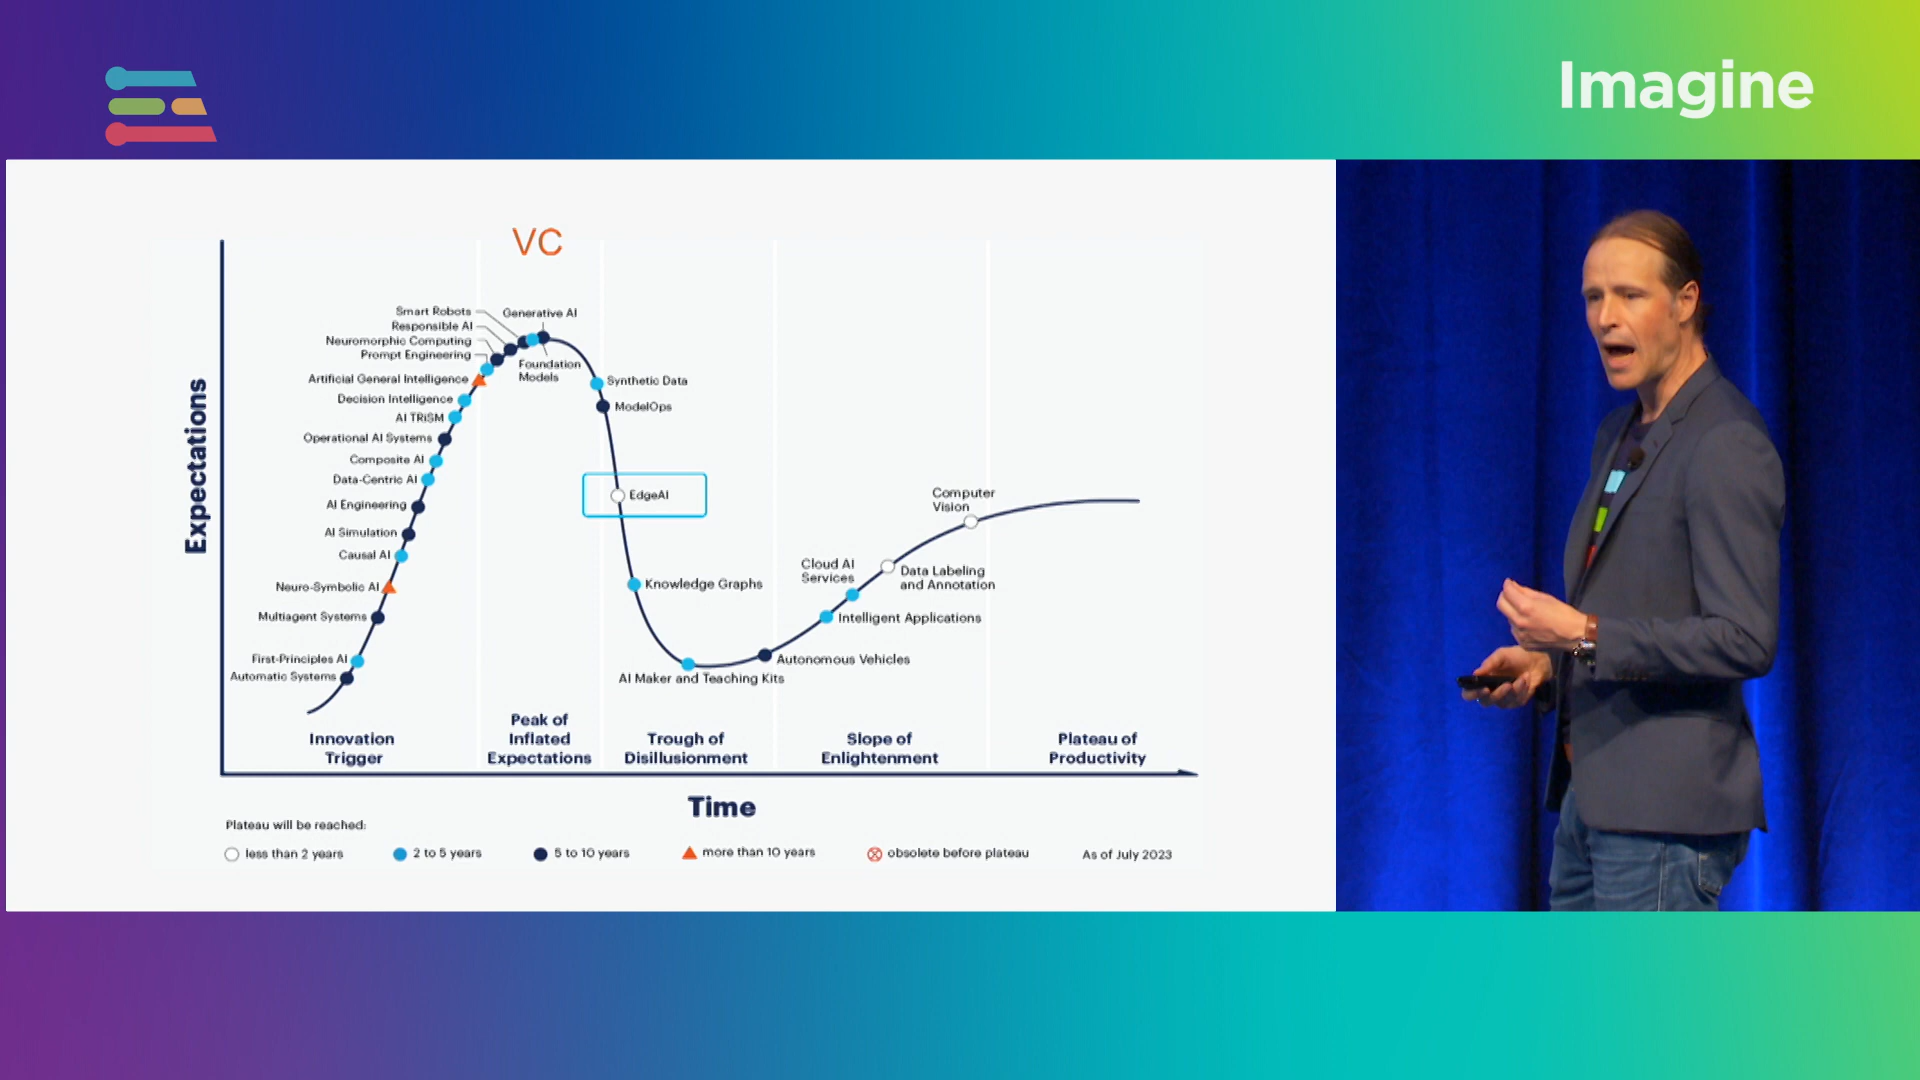 Imagine
VC
Smart Robots
Generative AI
Responsible AI
Neuromorphic Computing
Prompt Engineering
Foundation
Models
Artificial General Intelligence
Synthetic Data
Decision Intelligence
ModelOps
AI TRiSM
Operational AI Systems
Composite AI
Data-Centric AI
EdgeAI
Computer
Vision
AI Engineering
AI Simulation
Causal AI
Cloud AI
Services
Data Labeling
and Annotation
Neuro-Symbolic AI
Knowledge Graphs
Multiagent Systems
Intelligent Applications
First-Principles AI
Autonomous Vehicles
Automatic Systems
AI Maker and Teaching Kits
Expectations
Innovation
Trigger
Peak of
Inflated
Expectations
Trough of
Disillusionment
Slope of
Enlightenment
Plateau of
Productivity
Time
Plateau will be reached:
less than 2 years
2 to 5 years
5 to 10 years
more than 10 years
obsolete before plateau
As of July 2023